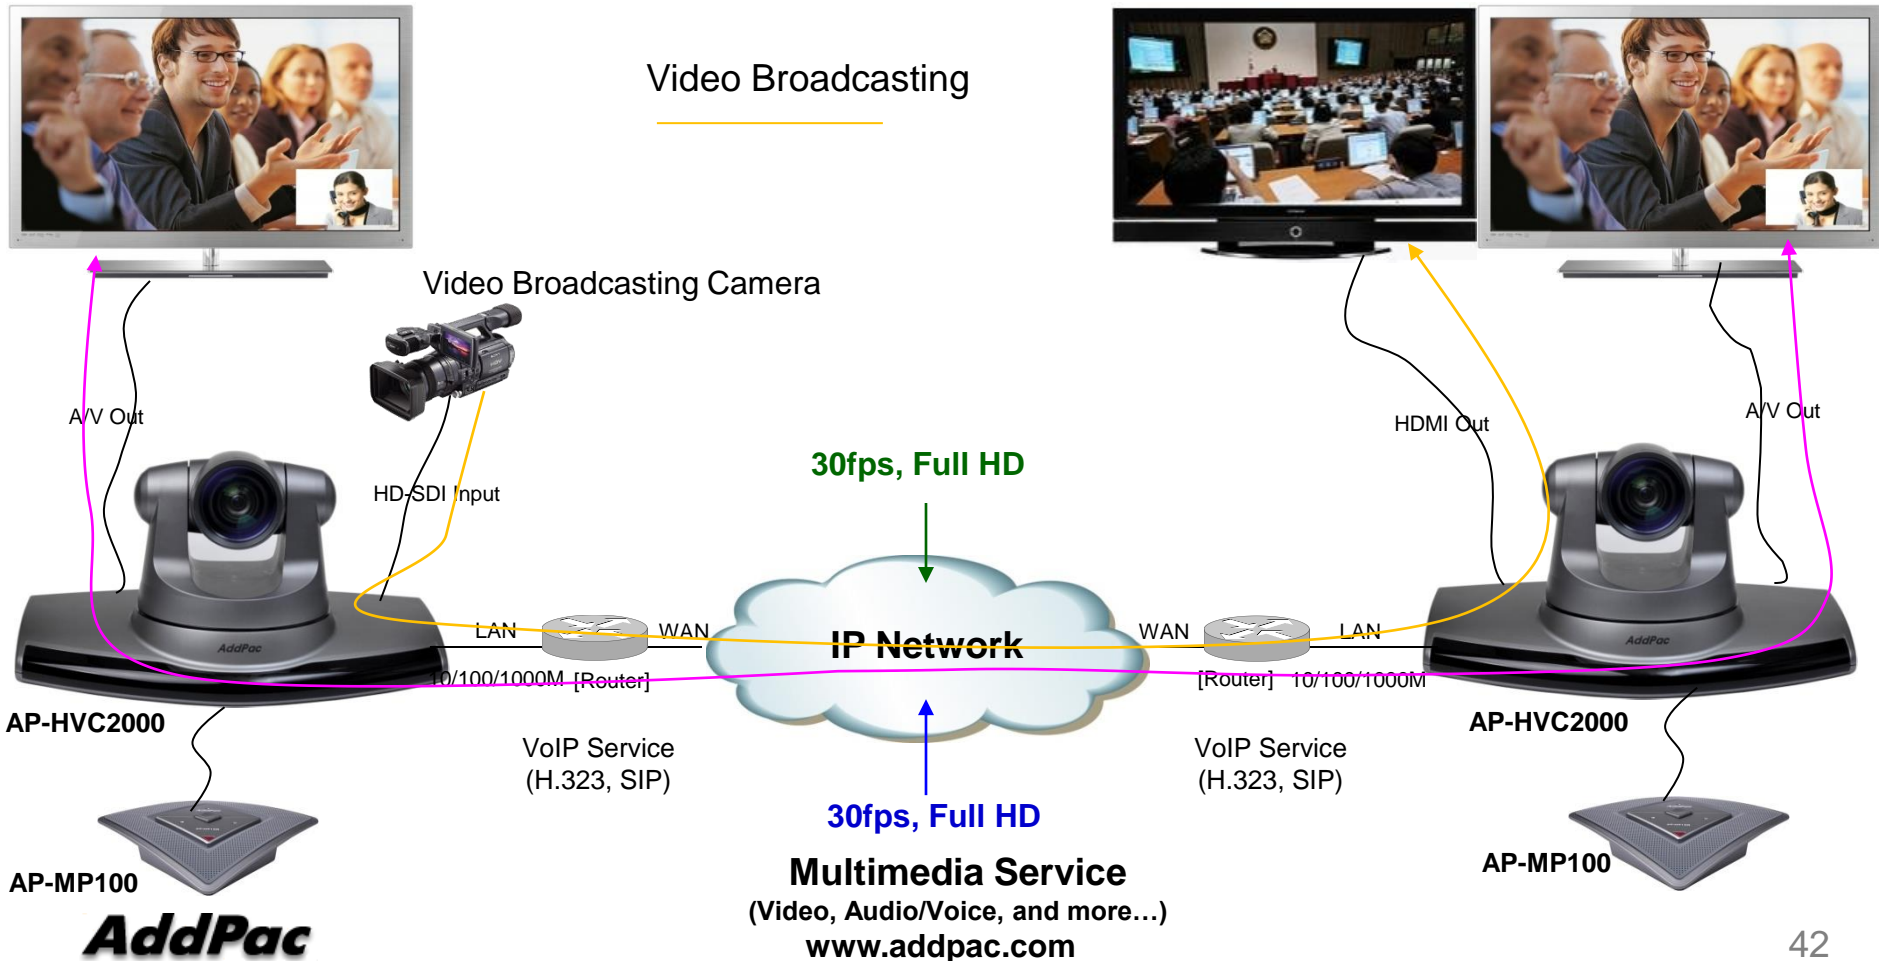 Video Broadcasting
Video Broadcasting Camera
A/V Out
HDMI Out
A/V Out
30fps, Full HD
HD-SDI Input
LAN
WAN
IP Network
WAN
LAN
AddPac
AddPac
10/100/1000M
[Router]
[Router]
10/100/1000M
AP-HVC2000
AP-HVC2000
VoIP Service
(H.323, SIP)
VoIP Service
(H.323, SIP)
30fps, Full HD
AP-MP100
AP-MP100
Multimedia Service
(Video, Audio/Voice, and more...)
AddPac
www.addpac.com
42